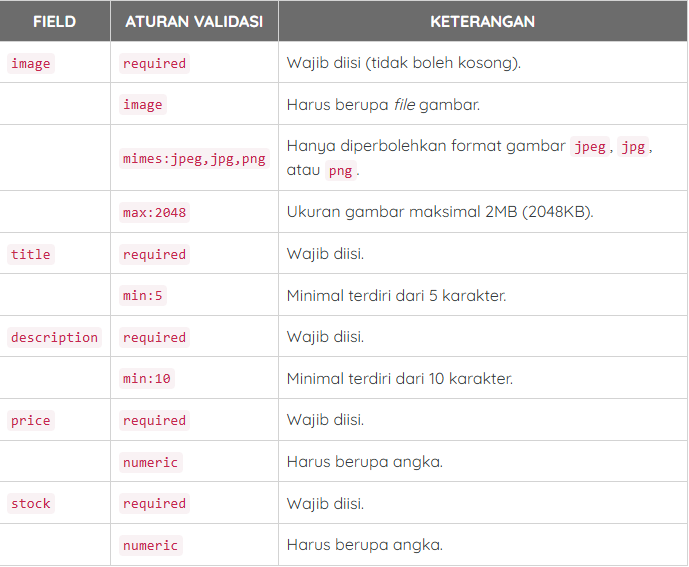 FIELD ATURAN VALIDASI KETERANGAN
image required Wajib diisi (tidak boleh kosong).
image Harus berupa file gambar.
mimes:jpeg,jpg,png Hanya diperbolehkan format gambar jpeg, jpg,
atau png.
max:2048 Ukuran gambar maksimal 2MB (2048KB).
title required Wajib diisi.
min:5 Minimal terdiri dari 5 karakter.
description required Wajib diisi.
min:10 Minimal terdiri dari 10 karakter.
price required Wajib diisi.
numeric Harus berupa angka.
stock required Wajib diisi.
numeric Harus berupa angka.